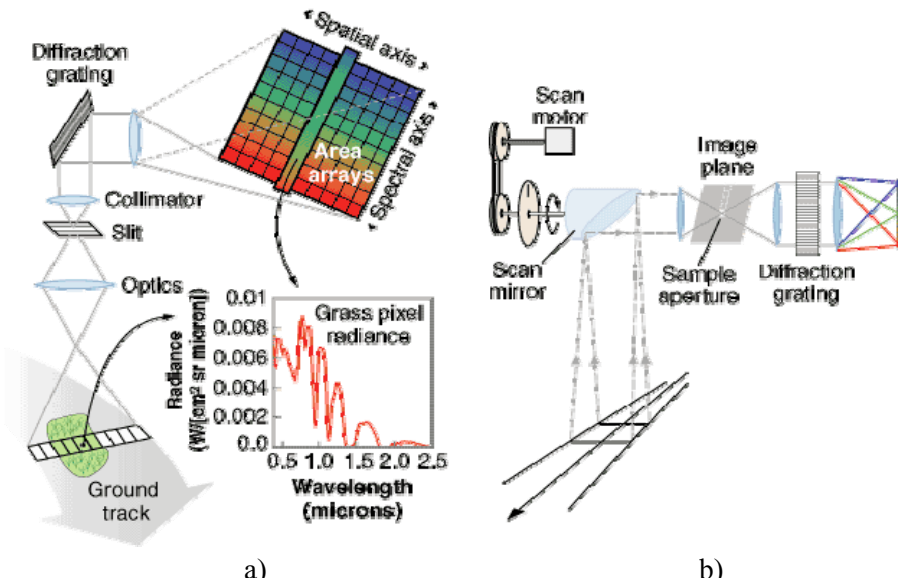 Diffraction
grating
Spatial axis
Spectral axis
Area
arrays
Collimator
Slit
Optics
Ground
track
Grass pixel
radiance
Radiance
(W/[cm² sr micron])
0.01
0.008
0.006
0.004
0.002
0.0
0.5 1.0 1.5 2.0 2.5
Wavelength
(microns)
a)
Scan
motor
Image
plane
Scan
mirror
Sample
aperture
Diffraction
grating
b)